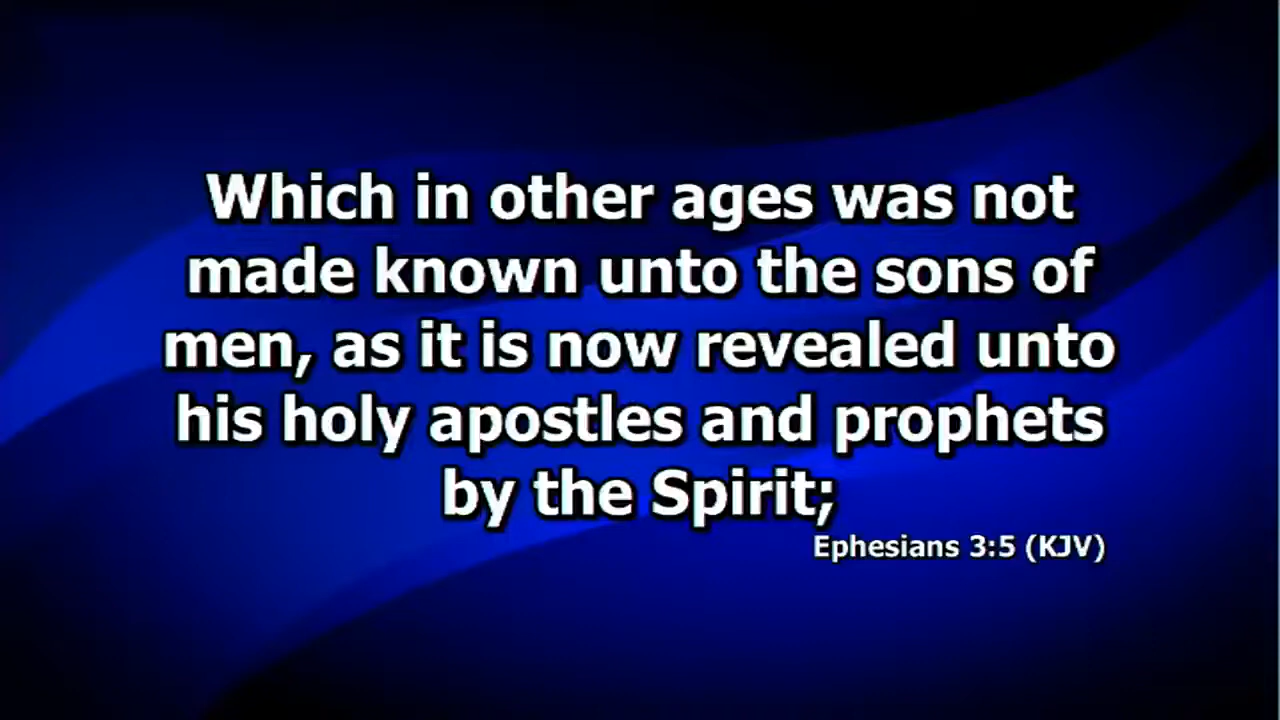 Which in other ages was not
made known unto the sons of
men, as it is now revealed unto
his holy apostles and prophets
by the Spirit;
Ephesians 3:5 (KJV)